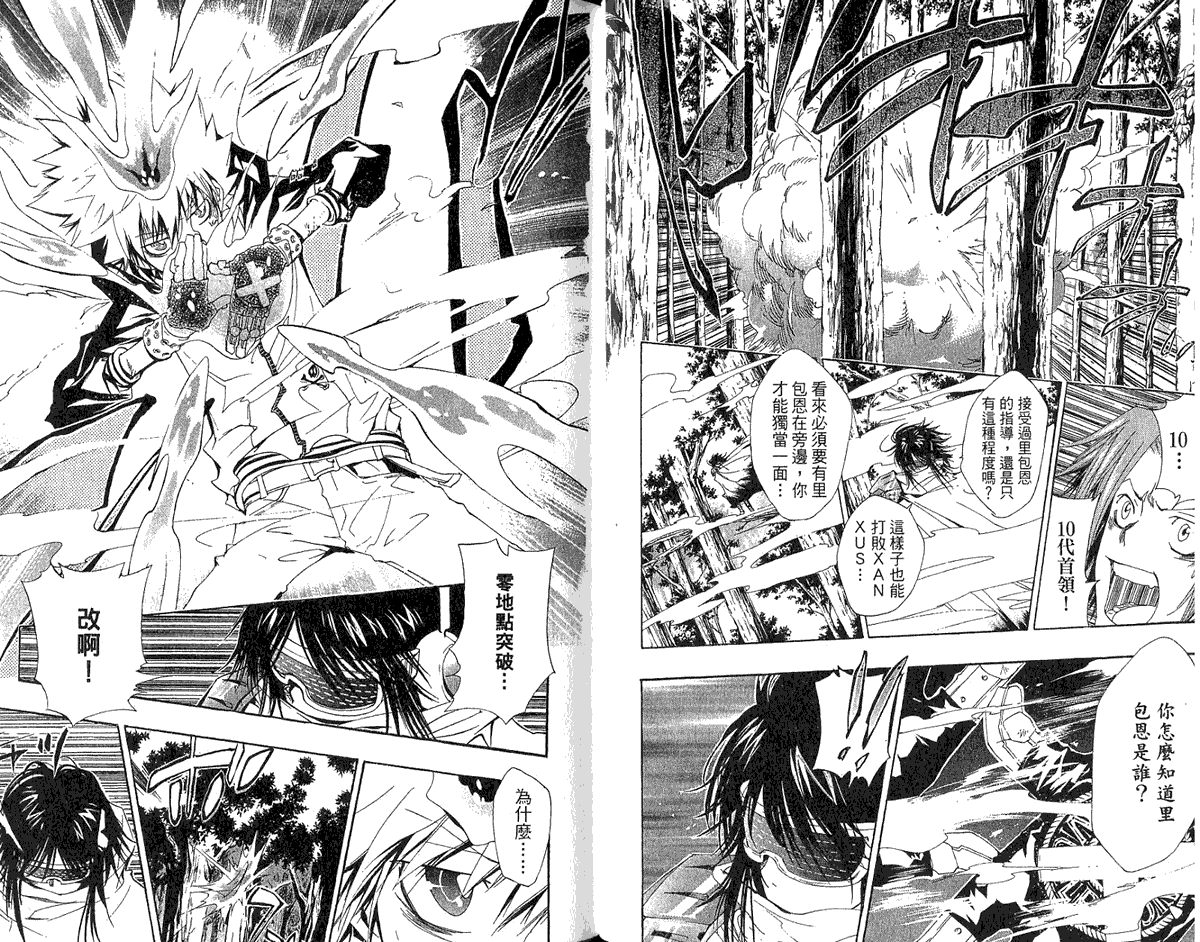 10…
10代首領！
接受過里包恩
的指導，還是只
有這種程度嗎？
這樣子也能
打敗XAN
XUS…
看來必須要有里
包恩在旁邊，你
才能獨當一面…
你怎麼知道里
包恩是誰？
零地點突破…
改啊！
為什麼……